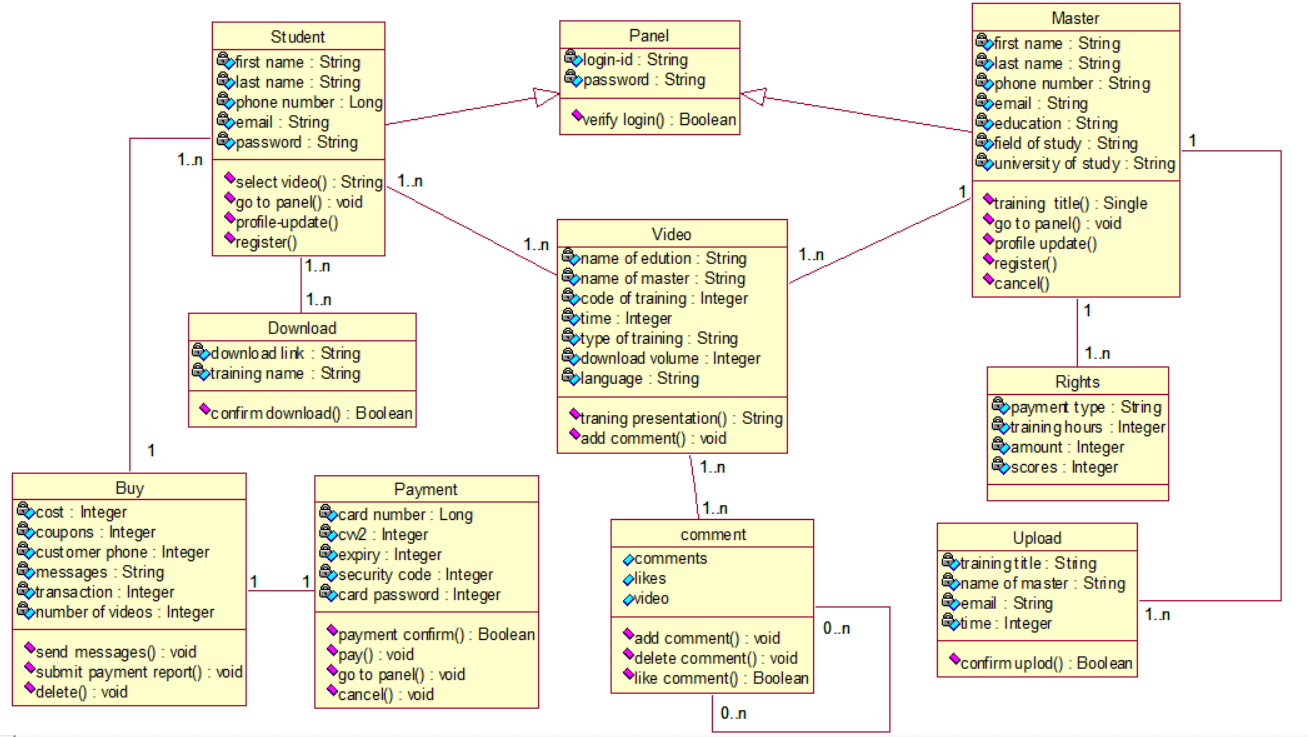 Student
first name : String
last name : String
phone number : Long
email : String
password : String
select video() : String
go to panel() : void
profile-update()
register()
Panel
login-id : String
password : String
verify login() : Boolean
Master
first name : String
last name : String
phone number : String
email : String
education : String
field of study : String
university of study : String
training title() : Single
go to panel() : void
profile update()
register()
cancel()
1..n
1
1..n
1..n
1
1..n
1
1..n
1..n
Video
name of edution : String
name of master : String
code of training : Integer
time : Integer
type of training : String
download volume : Integer
language : String
traning presentation() : String
add comment() : void
Download
download link : String
training name : String
confirm download() : Boolean
1
1..n
Rights
payment type : String
training hours : Integer
amount : Integer
scores : Integer
1
Buy
cost : Integer
coupons : Integer
customer phone : Integer
messages : String
transaction : Integer
number of videos : Integer
send messages() : void
submit payment report() : void
delete() : void
1
1
Payment
card number : Long
cvv2 : Integer
expiry : Integer
security code : Integer
card password : Integer
payment confirm() : Boolean
pay() : void
go to panel() : void
cancel() : void
1..n
1..n
comment
comments
likes
video
add comment() : void
delete comment() : void
like comment() : Boolean
0..n
0..n
Upload
training title : String
name of master : String
email : String
time : Integer
confirm uplod() : Boolean
1..n